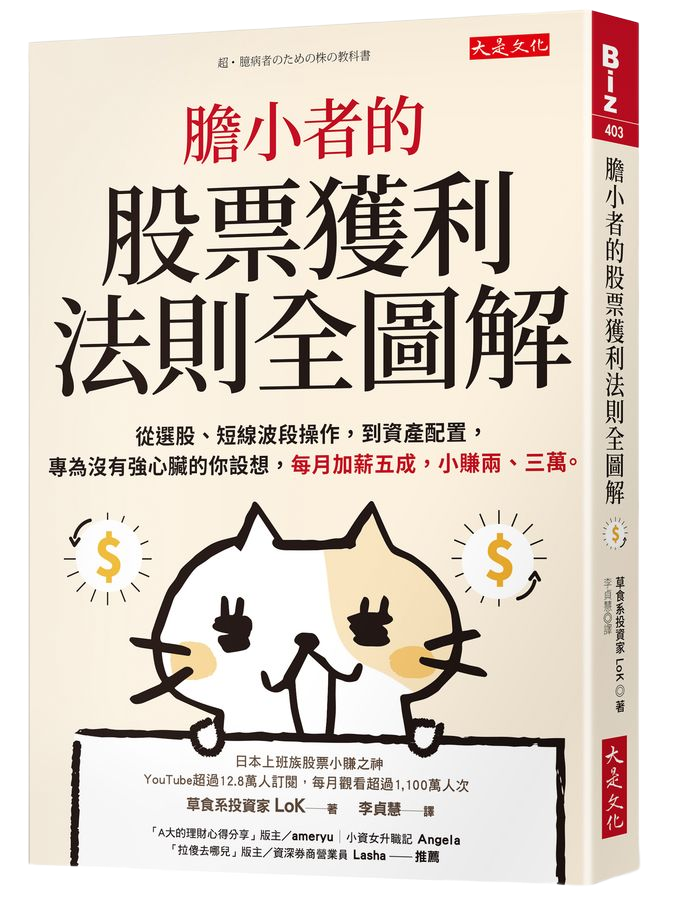 超・臆病者のための株の教科書
大是文化
膽小者的
股票獲利
法則全圖解
從選股、短線波段操作，到資產配置，
專為沒有強心臟的你設想，每月加薪五成，小賺兩、三萬。
$
$
日本上班族股票小賺之神
YouTube超過12.8萬人訂閱，每月觀看超過1,100萬人次
草食系投資家 LoK——著 李貞慧——譯
「A大的理財心得分享」版主／ameryu｜小資女升職記 Angela
「拉傻去哪兒」版主／資深券商營業員 Lasha——推薦
Biz
403
膽小者的股票獲利法則全圖解
$
草食系投資家 LoK◎著
李貞慧◎譯
大是文化